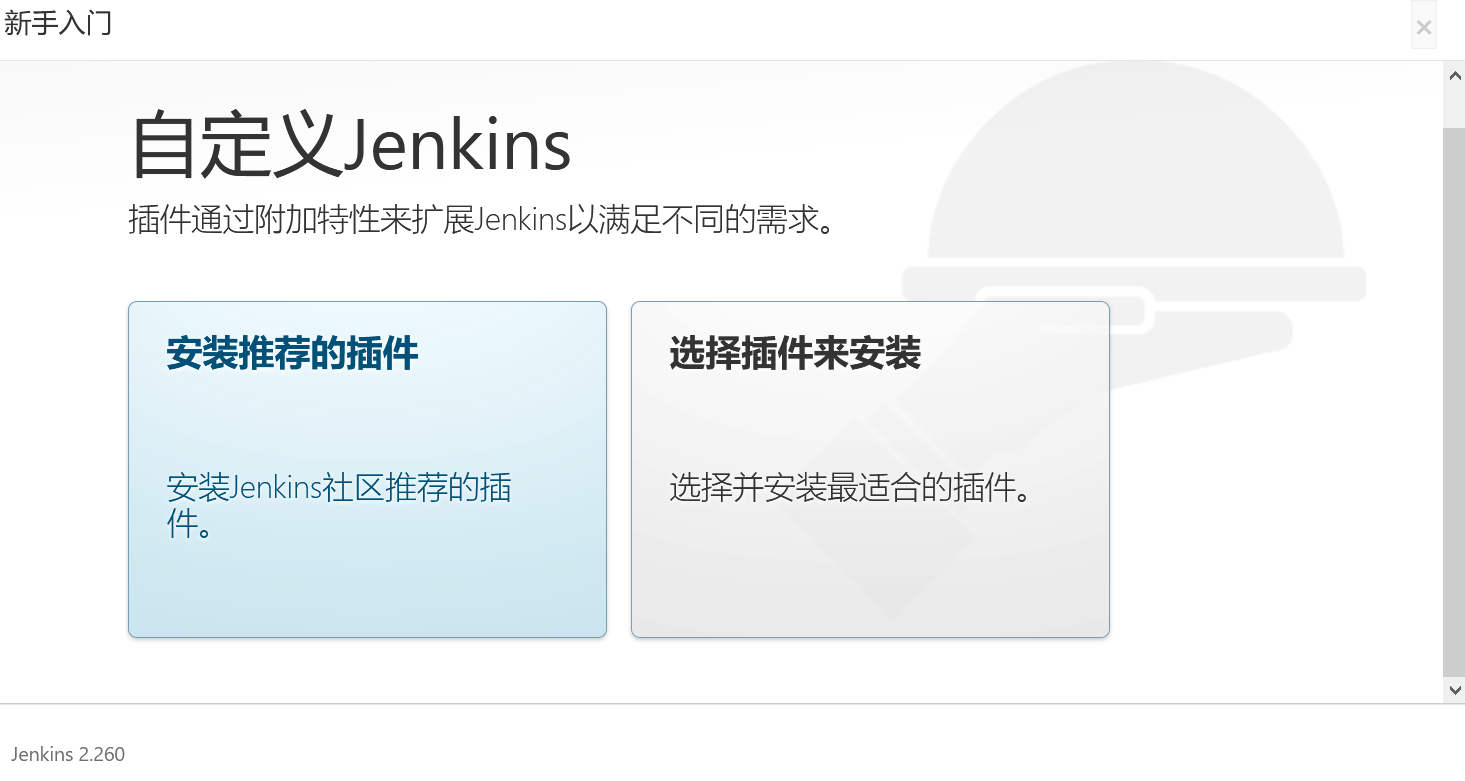 新手入门
×
自定义Jenkins
插件通过附加特性来扩展Jenkins以满足不同的需求。
安装推荐的插件
安装Jenkins社区推荐的插
件。
选择插件来安装
选择并安装最适合的插件。
Jenkins 2.260